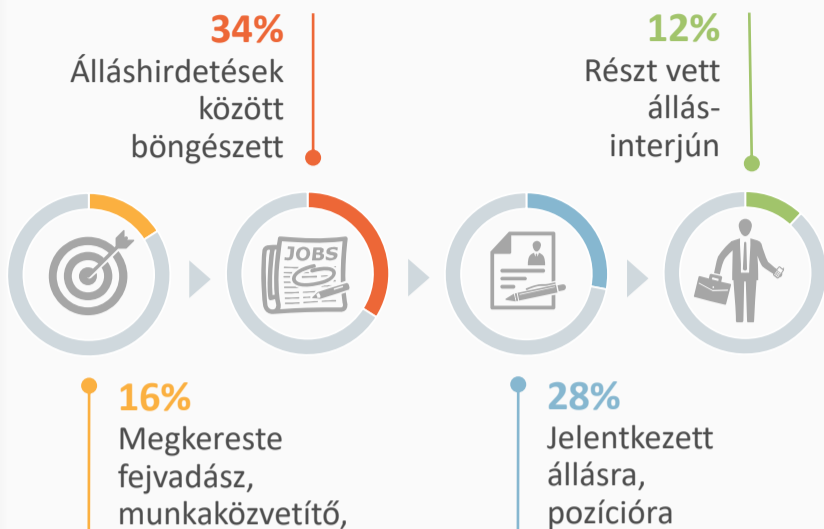 34%
Álláshirdetések
között
böngészett
12%
Részt vett
állás-
interjún
JOBS
16%
Megkereste
fejvadász,
munkaközvetítő,
28%
Jelentkezett
állásra,
pozícióra